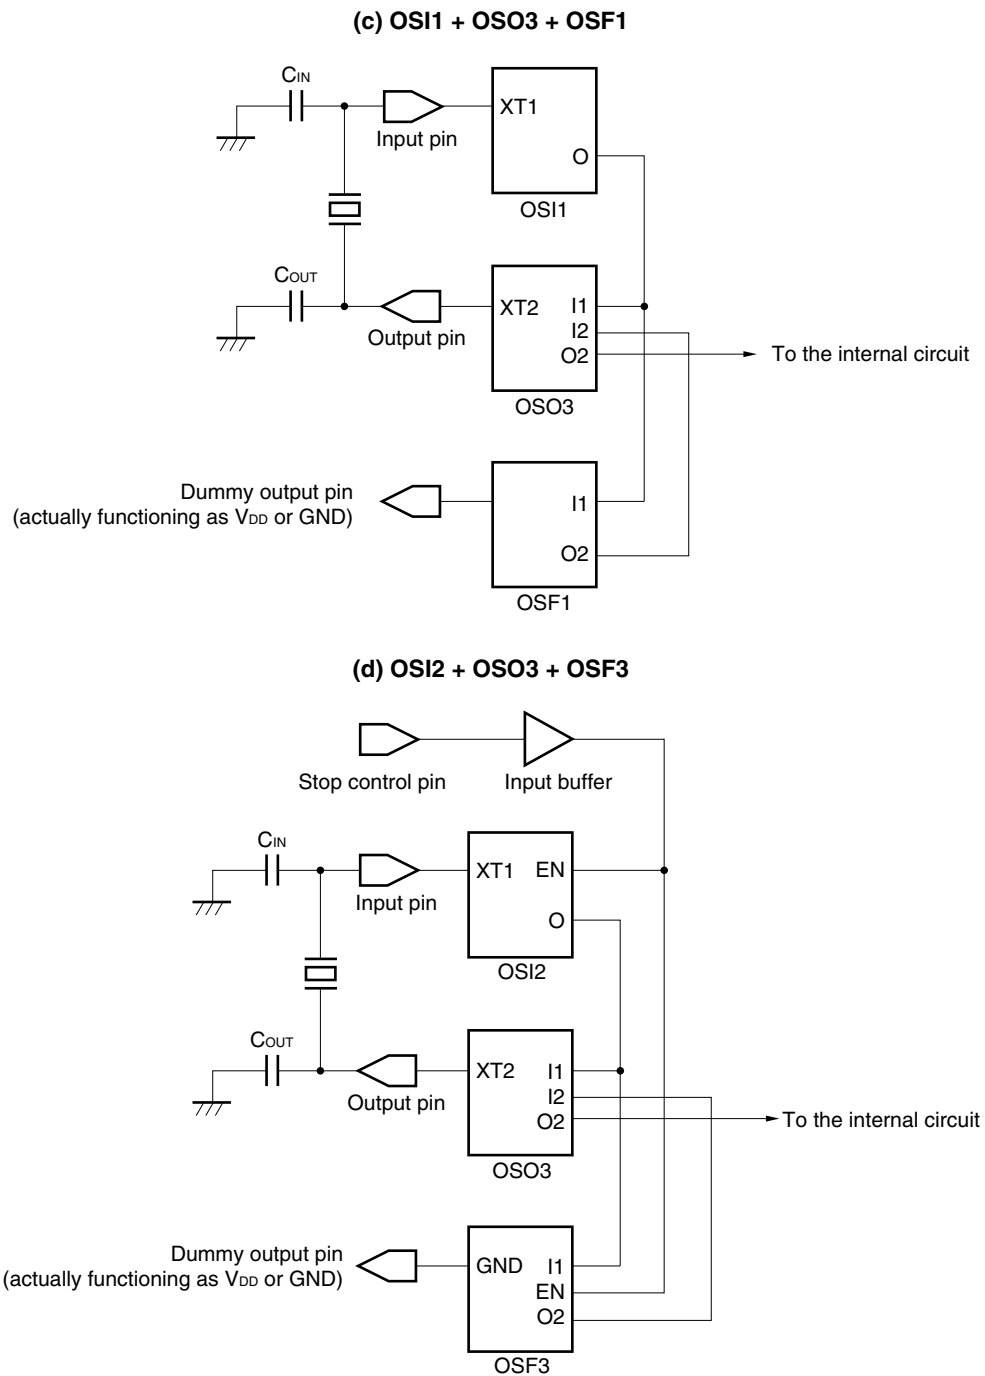 (c) OSI1 + OSO3 + OSF1
CIN
XT1
Input pin
O
OSI1
COUT
XT2
I1
I2
O2
Output pin
To the internal circuit
OSO3
Dummy output pin
(actually functioning as VDD or GND)
I1
O2
OSF1
(d) OSI2 + OSO3 + OSF3
Stop control pin
Input buffer
CIN
XT1
EN
Input pin
O
OSI2
COUT
XT2
I1
I2
O2
Output pin
To the internal circuit
OSO3
Dummy output pin
(actually functioning as VDD or GND)
GND
I1
EN
O2
OSF3